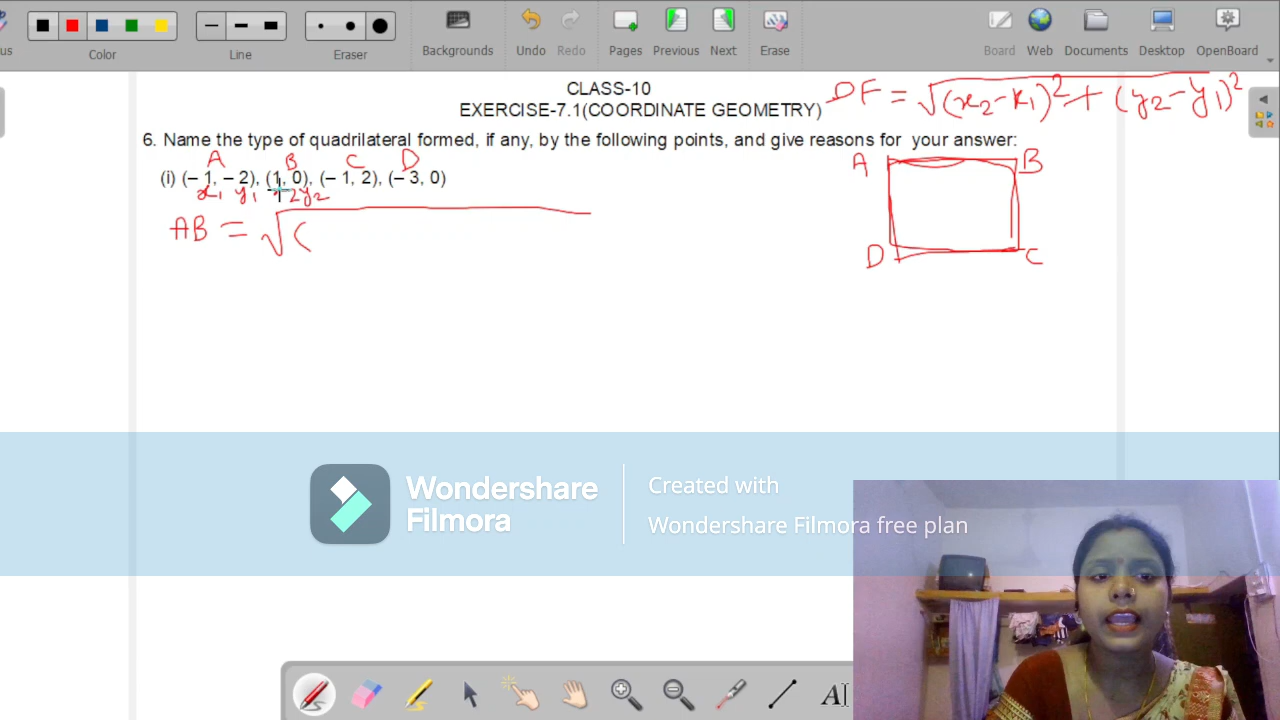 Color
Line
Eraser
Backgrounds
Undo
Redo
Pages
Previous
Next
Erase
Board
Web
Documents
Desktop
OpenBoard
CLASS-10
EXERCISE-7.1(COORDINATE GEOMETRY)
DF = √(x2-x1)² + (y2-y1)²
6. Name the type of quadrilateral formed, if any, by the following points, and give reasons for your answer:
A B C D
(i) (– 1, – 2), (1, 0), (– 1, 2), (– 3, 0)
x1 y1 x2 y2
AB = √(
A B
D C
Wondershare
Filmora
Created with
Wondershare Filmora free plan